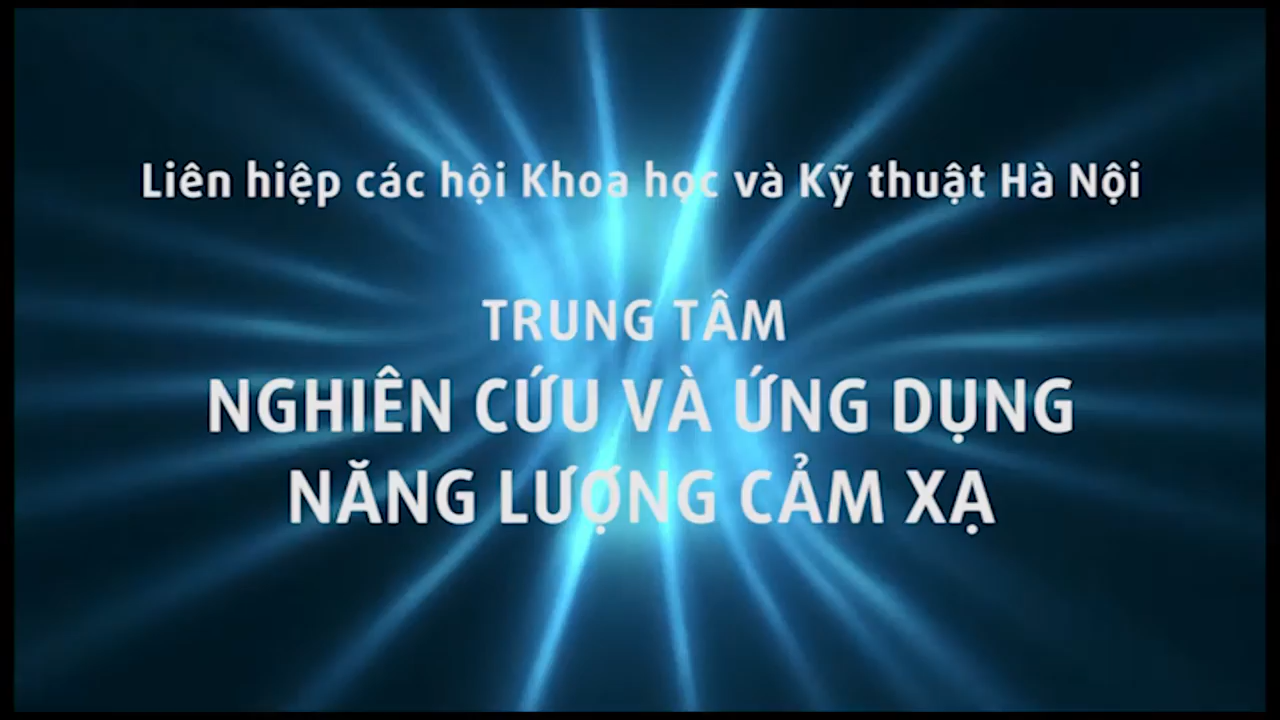 Liên hiệp các hội Khoa học và Kỹ thuật Hà Nội
TRUNG TÂM
NGHIÊN CỨU VÀ ỨNG DỤNG
NĂNG LƯỢNG CẢM XẠ